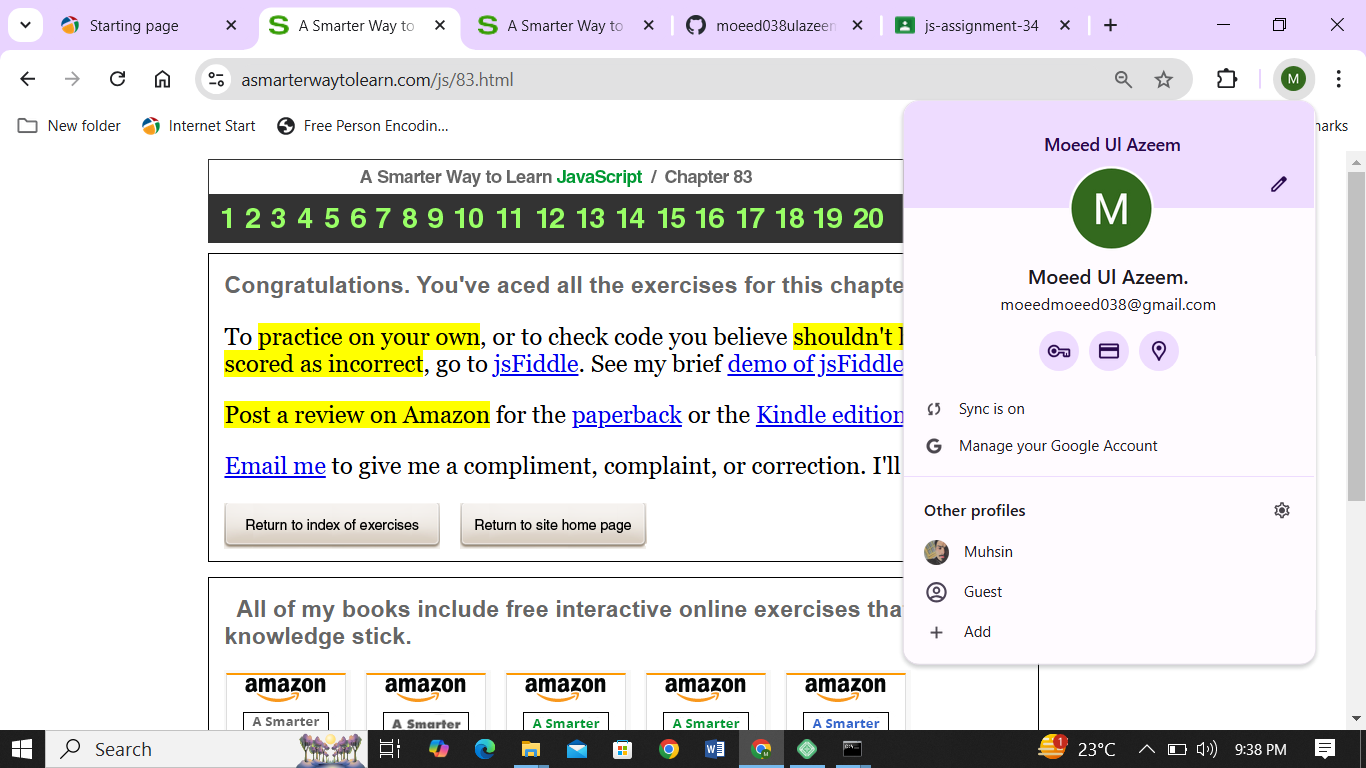 Starting page
A Smarter Way to
A Smarter Way to
moeed038ulazeem
js-assignment-34
asmarterwaytolearn.com/js/83.html
M
New folder
Internet Start
Free Person Encodin...
A Smarter Way to Learn JavaScript / Chapter 83
1 2 3 4 5 6 7 8 9 10 11 12 13 14 15 16 17 18 19 20
Congratulations. You've aced all the exercises for this chapte
To practice on your own, or to check code you believe shouldn't
scored as incorrect, go to jsFiddle. See my brief demo of jsFiddle
Post a review on Amazon for the paperback or the Kindle edition
Email me to give me a compliment, complaint, or correction. I'll
Return to index of exercises
Return to site home page
All of my books include free interactive online exercises tha
knowledge stick.
amazon amazon amazon amazon amazon
A Smarter A Smarter A Smarter A Smarter A Smarter
Moeed Ul Azeem
M
Moeed Ul Azeem.
moeedmoeed038@gmail.com
Sync is on
Manage your Google Account
Other profiles
Muhsin
Guest
Add
Search
1
23°C
9:38 PM